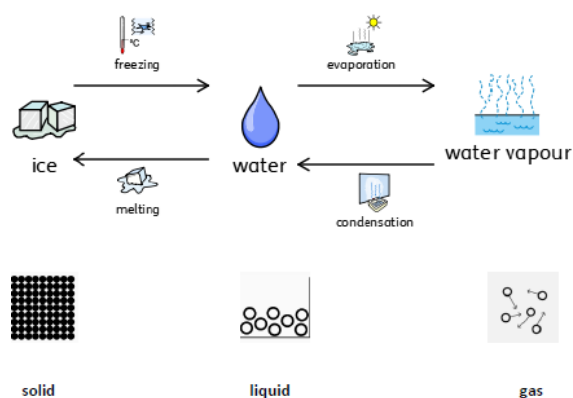 °C
freezing
evaporation
ice
water
water vapour
melting
condensation
solid
liquid
gas